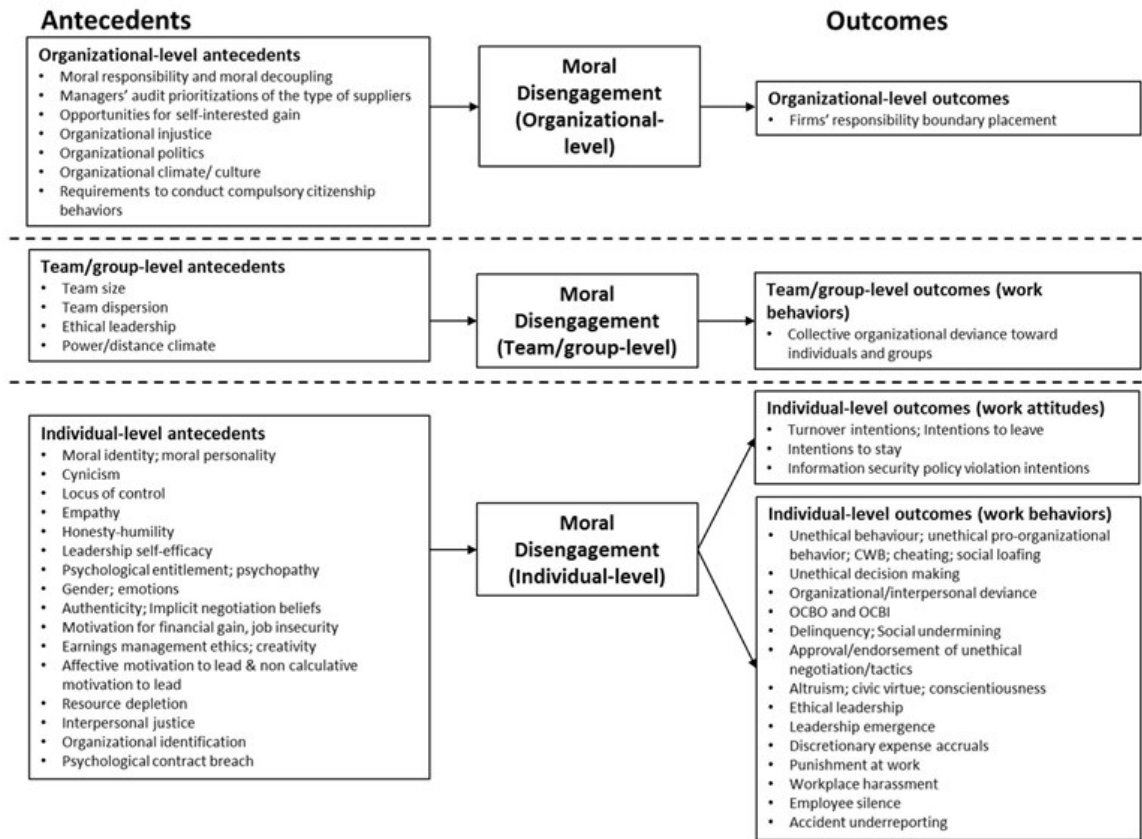 Antecedents
Outcomes
Organizational-level antecedents
• Moral responsibility and moral decoupling
• Managers' audit prioritizations of the type of suppliers
• Opportunities for self-interested gain
• Organizational injustice
• Organizational politics
• Organizational climate/ culture
• Requirements to conduct compulsory citizenship
behaviors
Moral
Disengagement
(Organizational-
level)
Organizational-level outcomes
• Firms' responsibility boundary placement
Team/group-level antecedents
• Team size
• Team dispersion
• Ethical leadership
• Power/distance climate
Moral
Disengagement
(Team/group-level)
Team/group-level outcomes (work
behaviors)
• Collective organizational deviance toward
individuals and groups
Individual-level antecedents
• Moral identity; moral personality
• Cynicism
• Locus of control
• Empathy
• Honesty-humility
• Leadership self-efficacy
• Psychological entitlement; psychopathy
• Gender; emotions
• Authenticity; Implicit negotiation beliefs
• Motivation for financial gain, job insecurity
• Earnings management ethics; creativity
• Affective motivation to lead & non calculative
motivation to lead
• Resource depletion
• Interpersonal justice
• Organizational identification
• Psychological contract breach
Moral
Disengagement
(Individual-level)
Individual-level outcomes (work attitudes)
• Turnover intentions; Intentions to leave
• Intentions to stay
• Information security policy violation intentions
Individual-level outcomes (work behaviors)
• Unethical behaviour; unethical pro-organizational
behavior; CWB; cheating; social loafing
• Unethical decision making
• Organizational/interpersonal deviance
• OCBO and OCBI
• Delinquency; Social undermining
• Approval/endorsement of unethical
negotiation/tactics
• Altruism; civic virtue; conscientiousness
• Ethical leadership
• Leadership emergence
• Discretionary expense accruals
• Punishment at work
• Workplace harassment
• Employee silence
• Accident underreporting